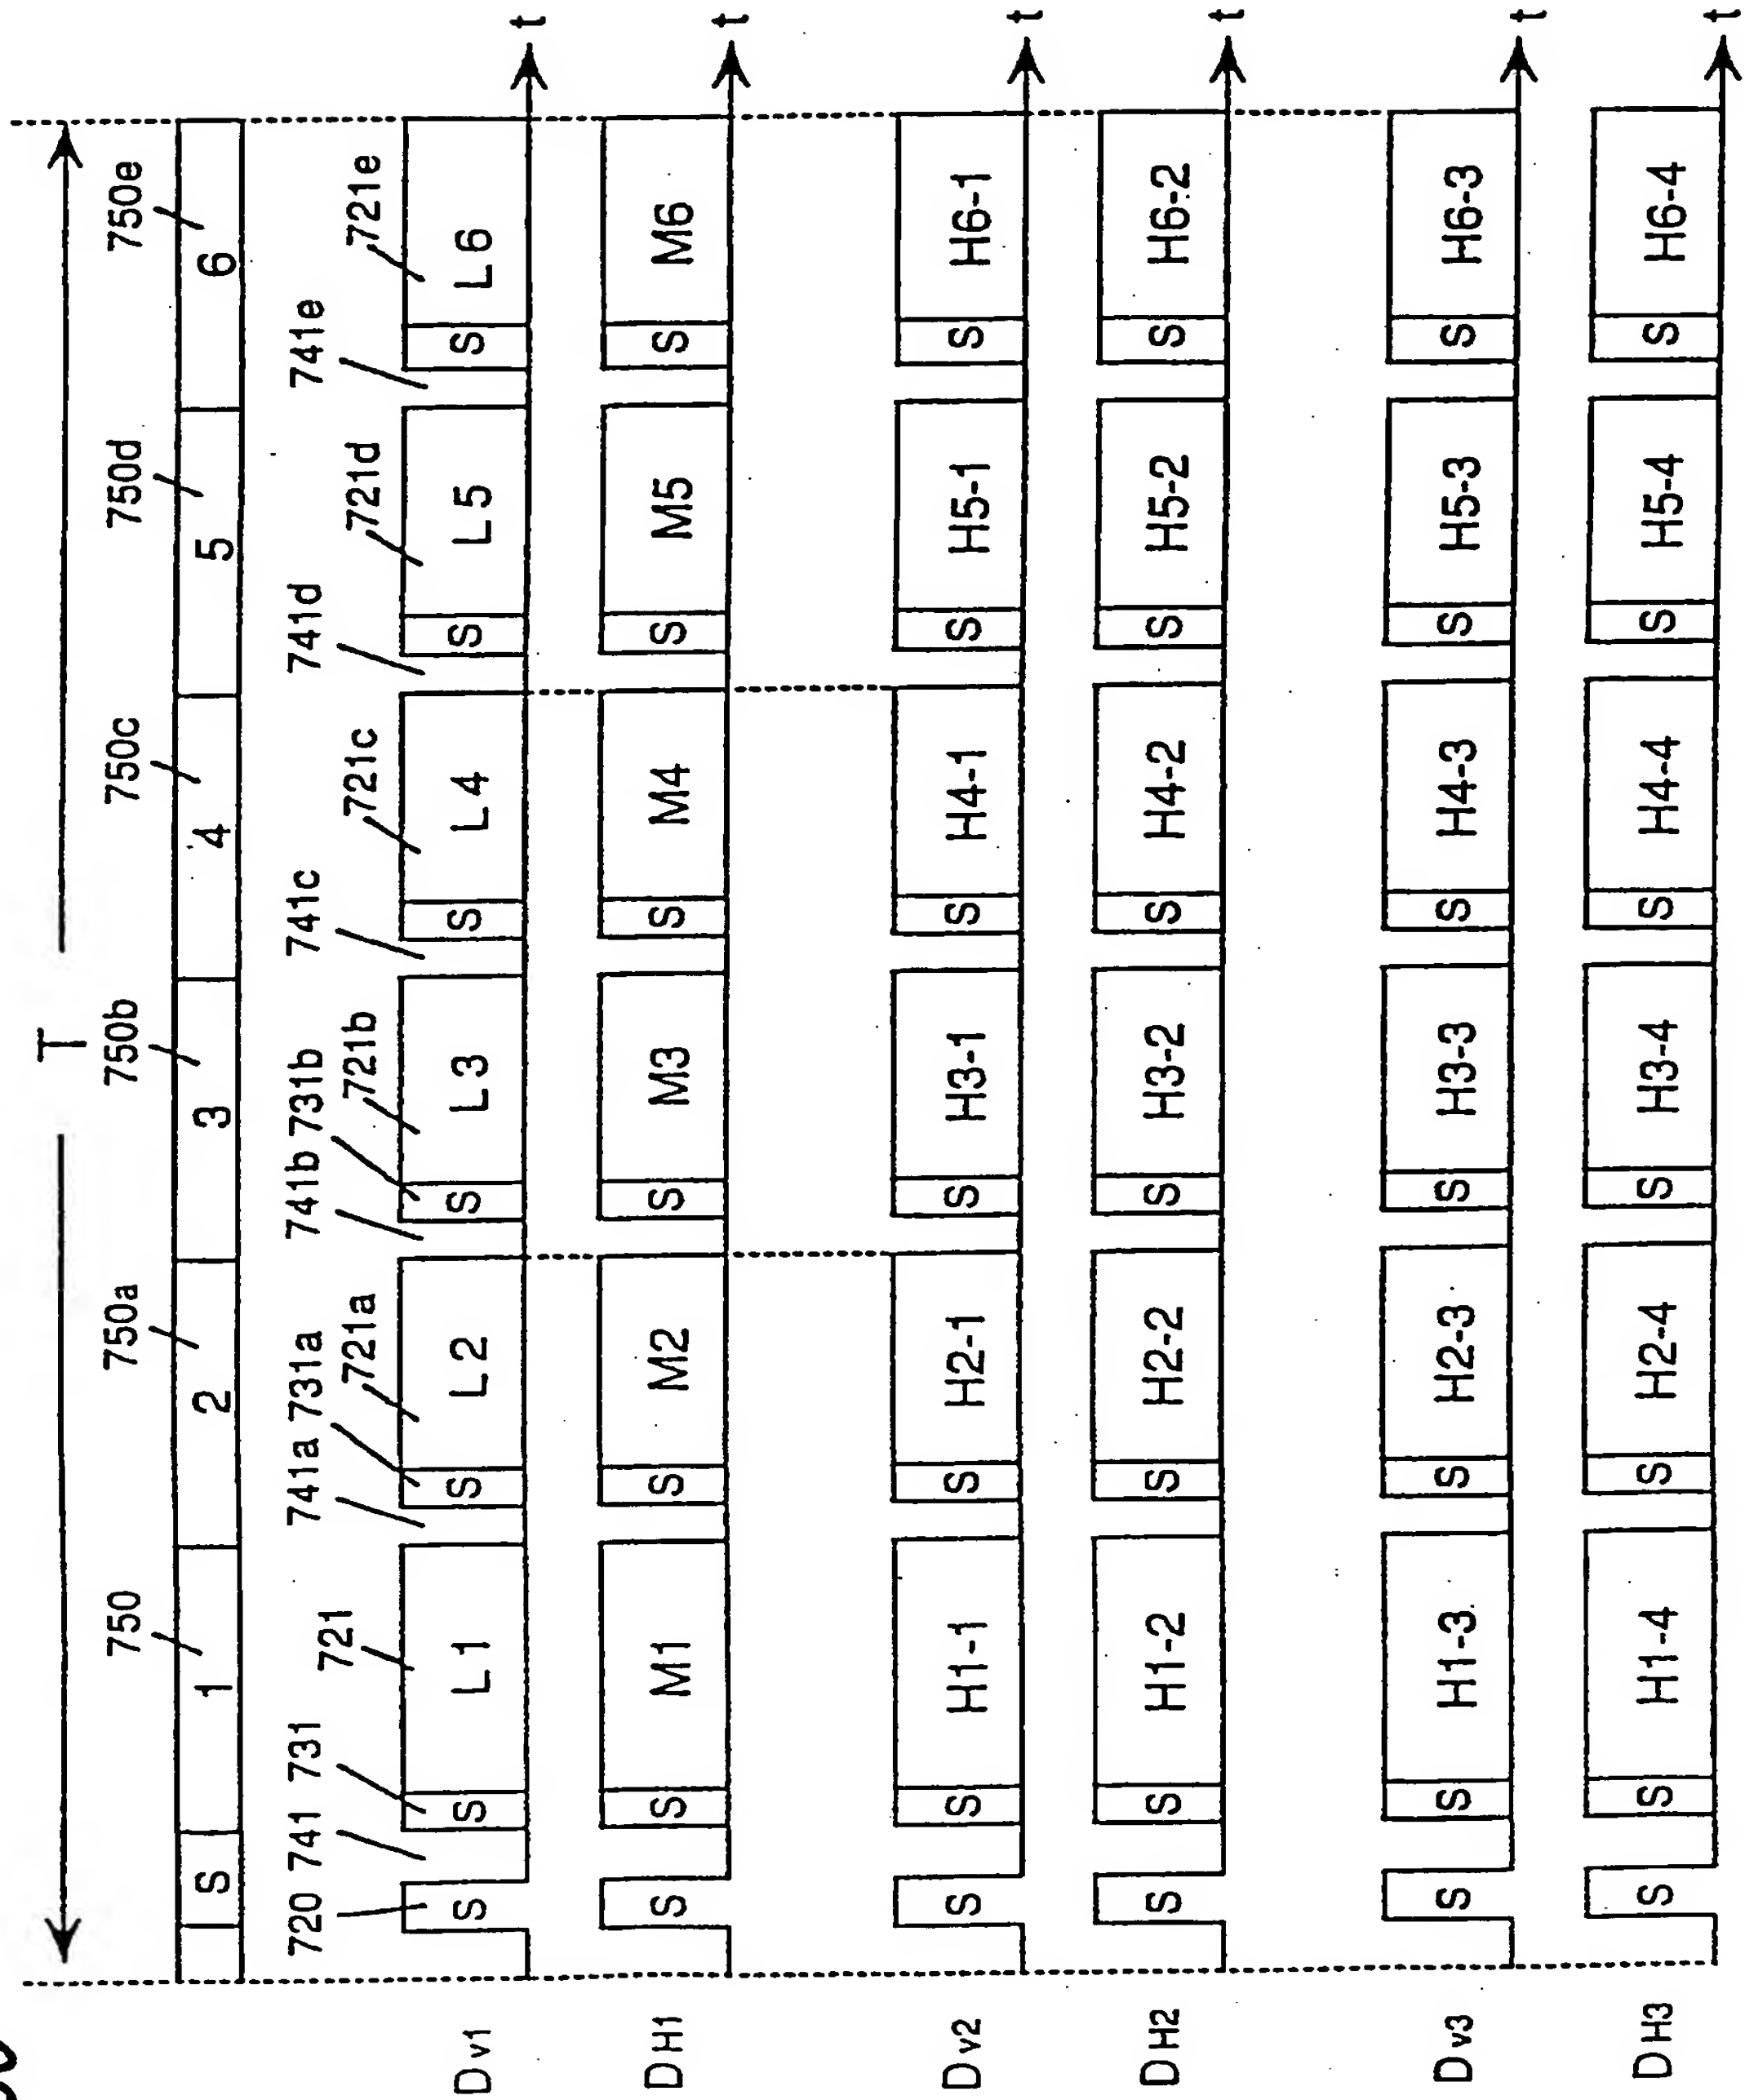 T
750 750a 750b 750c 750d 750e
S 1 2 3 4 5 6
720 741 731 721 741a 731a 721a 741b 731b 721b 741c 721c 741d 721d 741e 721e
Dv1 S S L1 S L2 S L3 S L4 S L5 S L6 t
DH1 S S M1 S M2 S M3 S M4 S M5 S M6 t
Dv2 S S H1-1 S H2-1 S H3-1 S H4-1 S H5-1 S H6-1 t
DH2 S S H1-2 S H2-2 S H3-2 S H4-2 S H5-2 S H6-2 t
Dv3 S S H1-3 S H2-3 S H3-3 S H4-3 S H5-3 S H6-3 t
DH3 S S H1-4 S H2-4 S H3-4 S H4-4 S H5-4 S H6-4 t